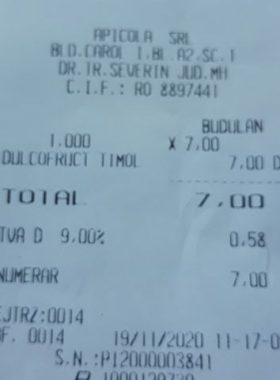 APICOLA SRL
BLD.CAROL I.BL.A2.SC.1
DR.TR.SEVERIN JUD.MH
C.I.F.: RO 8897441
BUDULAN
1,000 X 7,00
DULCOFRUCT TIMOL 7,00 D
TOTAL 7,00
TVA D 9,00% 0,58
NUMERAR 7,00
EJTRZ:0014
F. 0014 19/11/2020 11-17-0
S.N.:P12000003841